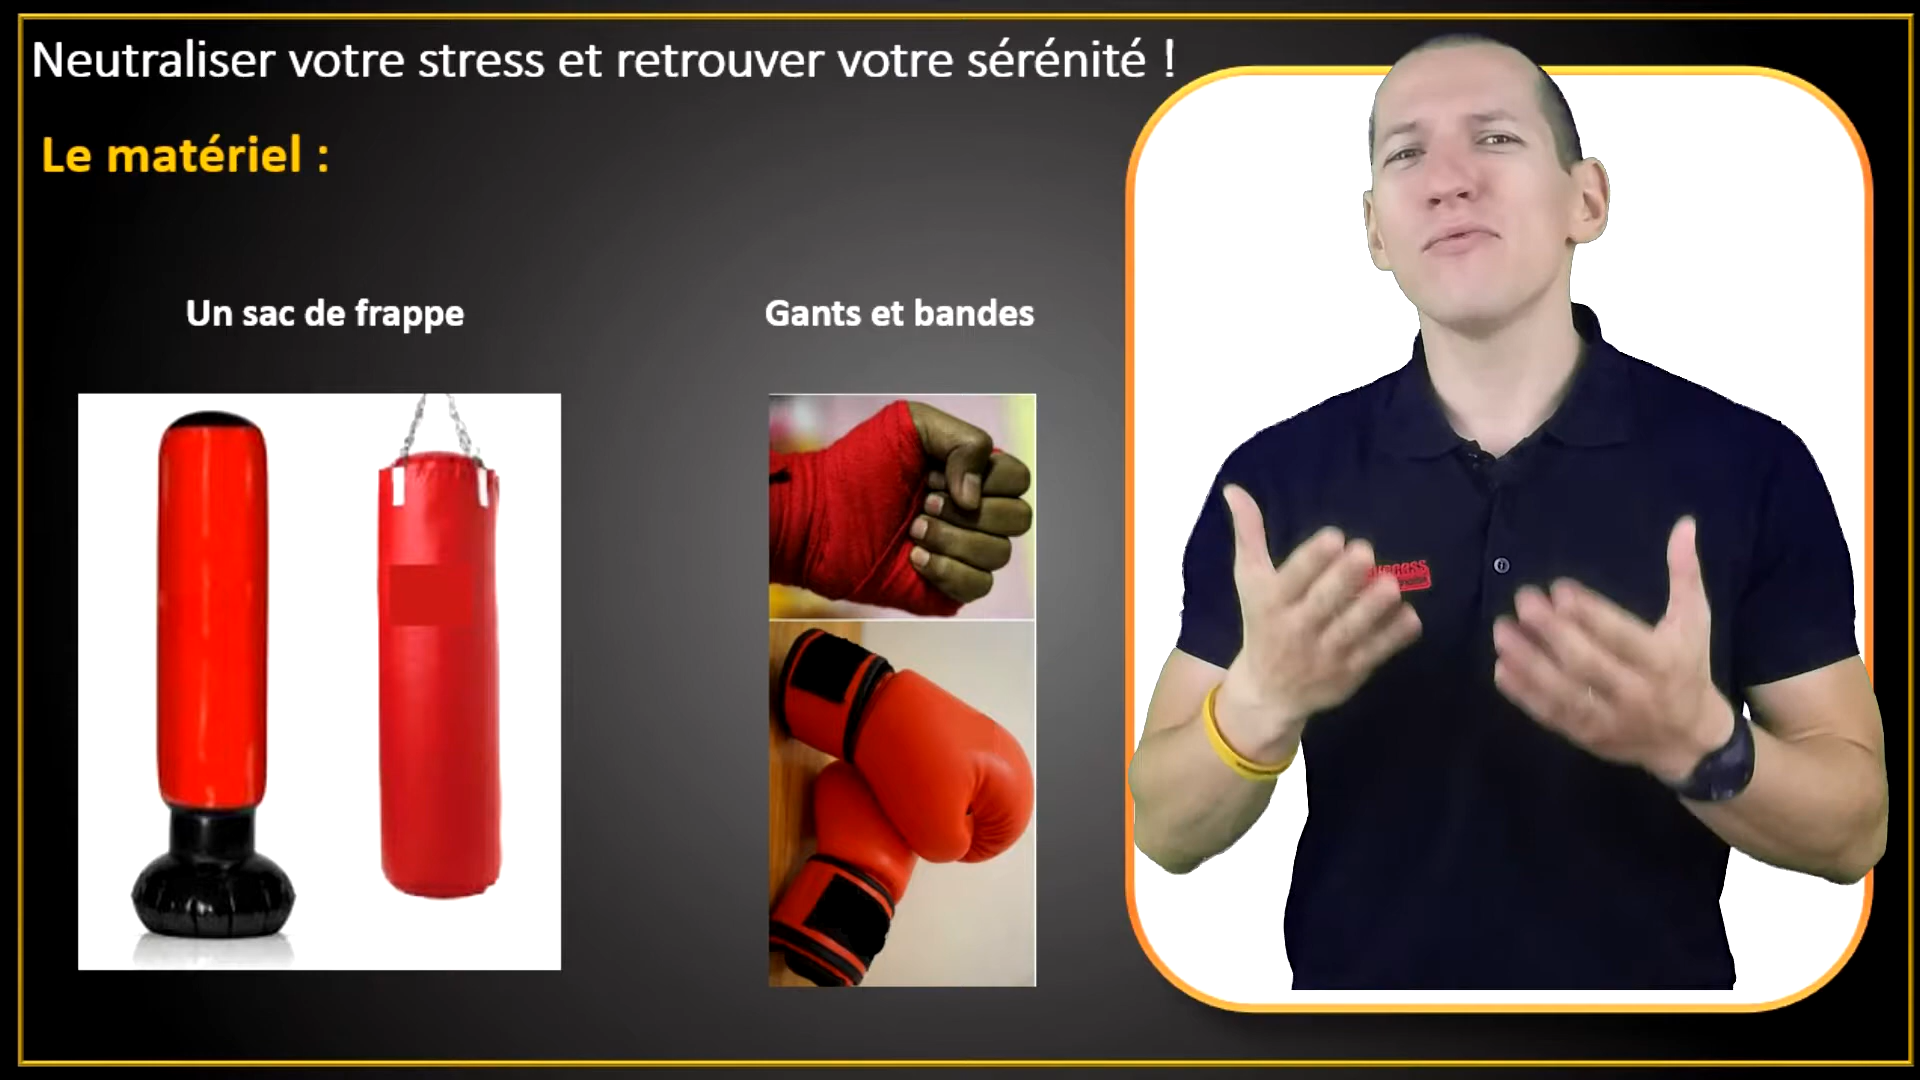 Neutraliser votre stress et retrouver votre sérénité !
Le matériel :
Un sac de frappe
Gants et bandes